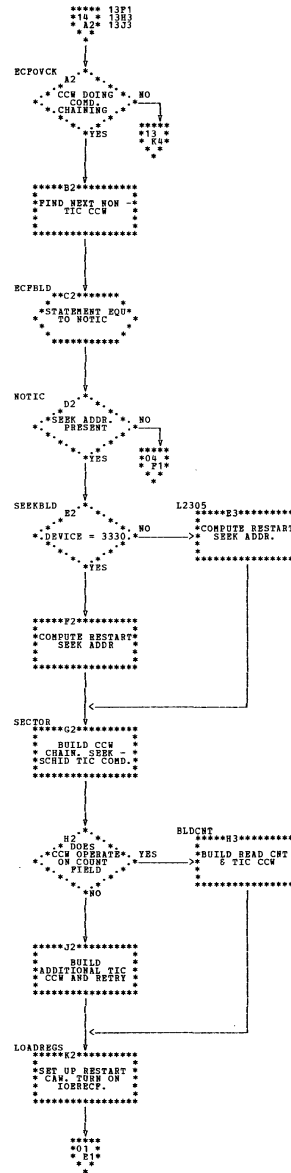 ***** 13F1
*14 * 13H3
* A2* 13J3
ECFOVCK
A2
CCW DOING
COMD.
CHAINING
NO
YES
*13 *
* K4*
B2
FIND NEXT NON -
TIC CCW
ECFBLD
C2
STATEMENT EQU
TO NOTIC
NOTIC
D2
SEEK ADDR.
PRESENT
NO
YES
*04 *
* F1*
SEEKBLD
E2
DEVICE = 3330
NO
YES
L2305
E3
COMPUTE RESTART
SEEK ADDR.
F2
COMPUTE RESTART
SEEK ADDR
SECTOR
G2
BUILD CCW
CHAIN. SEEK -
SCHID TIC COMD.
H2
DOES
CCW OPERATE
ON COUNT
FIELD
YES
NO
BLDCNT
H3
BUILD READ CNT
& TIC CCW
J2
BUILD
ADDITIONAL TIC
CCW AND RETRY
LOADREGS
K2
SET UP RESTART
CAW. TURN ON
IOERECF.
*01 *
* E1*